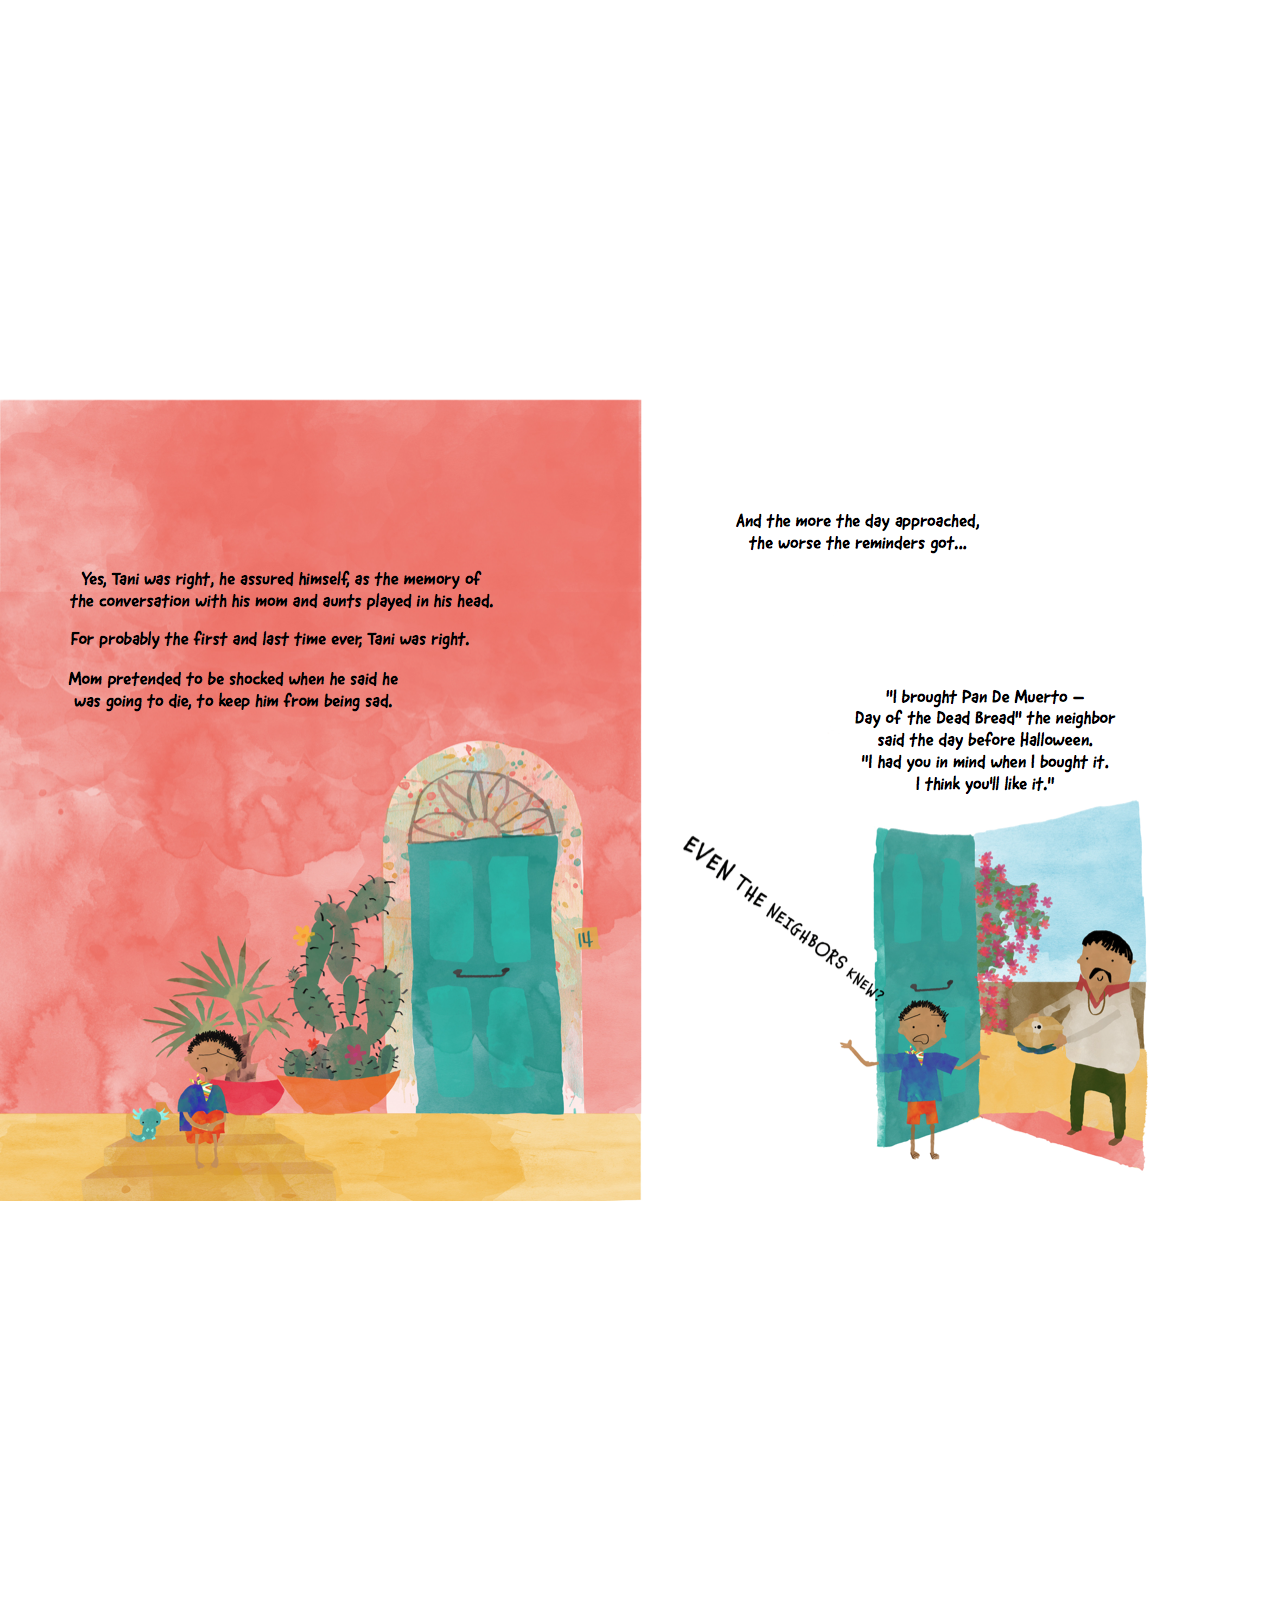 Yes, Tani was right, he assured himself, as the memory of
the conversation with his mom and aunts played in his head.
For probably the first and last time ever, Tani was right.
Mom pretended to be shocked when he said he
was going to die, to keep him from being sad.
14
And the more the day approached,
the worse the reminders got...
"I brought Pan De Muerto –
Day of the Dead Bread" the neighbor
said the day before Halloween.
"I had you in mind when I bought it.
I think you'll like it."
EVEN THE NEIGHBORS KNEW?